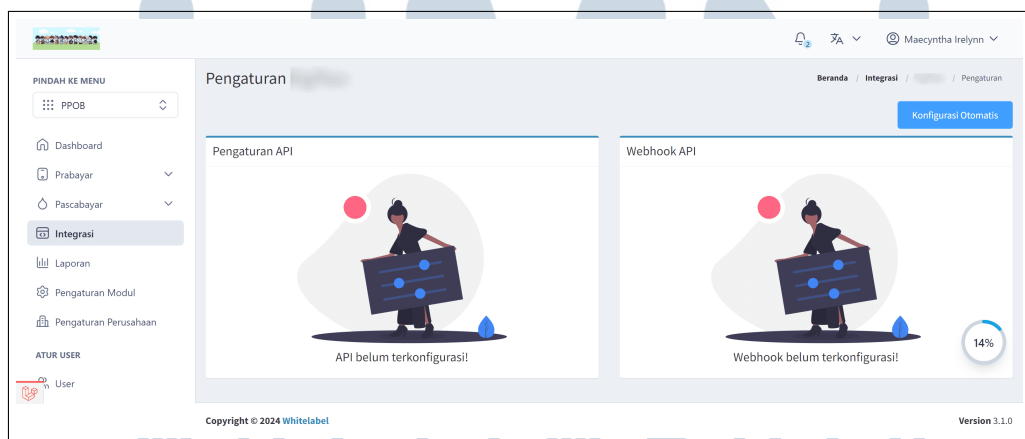 2
Maecyntha Irelynn
PINDAH KE MENU
PPOB
Dashboard
Prabayar
Pascabayar
Integrasi
Laporan
Pengaturan Modul
Pengaturan Perusahaan
ATUR USER
User
Pengaturan
Beranda / Integrasi / / Pengaturan
Konfigurasi Otomatis
Pengaturan API
API belum terkonfigurasi!
Webhook API
Webhook belum terkonfigurasi!
14%
Copyright © 2024 Whitelabel
Version 3.1.0